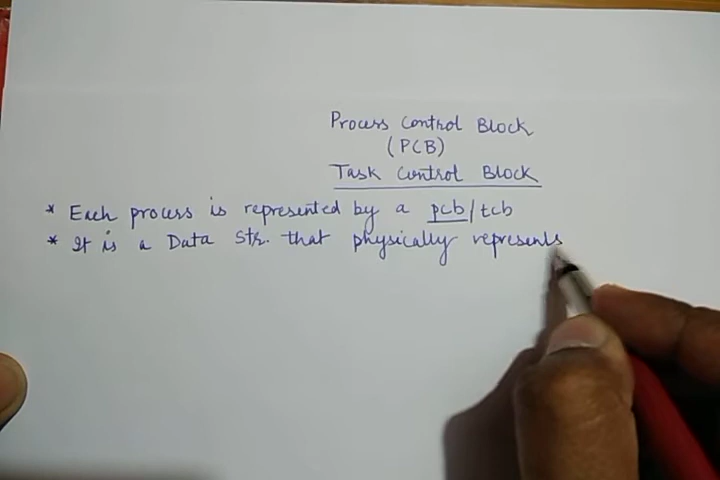 Process Control Block
(PCB)
Task Control Block
* Each process is represented by a pcb/tcb
* It is a Data Str. that physically represents